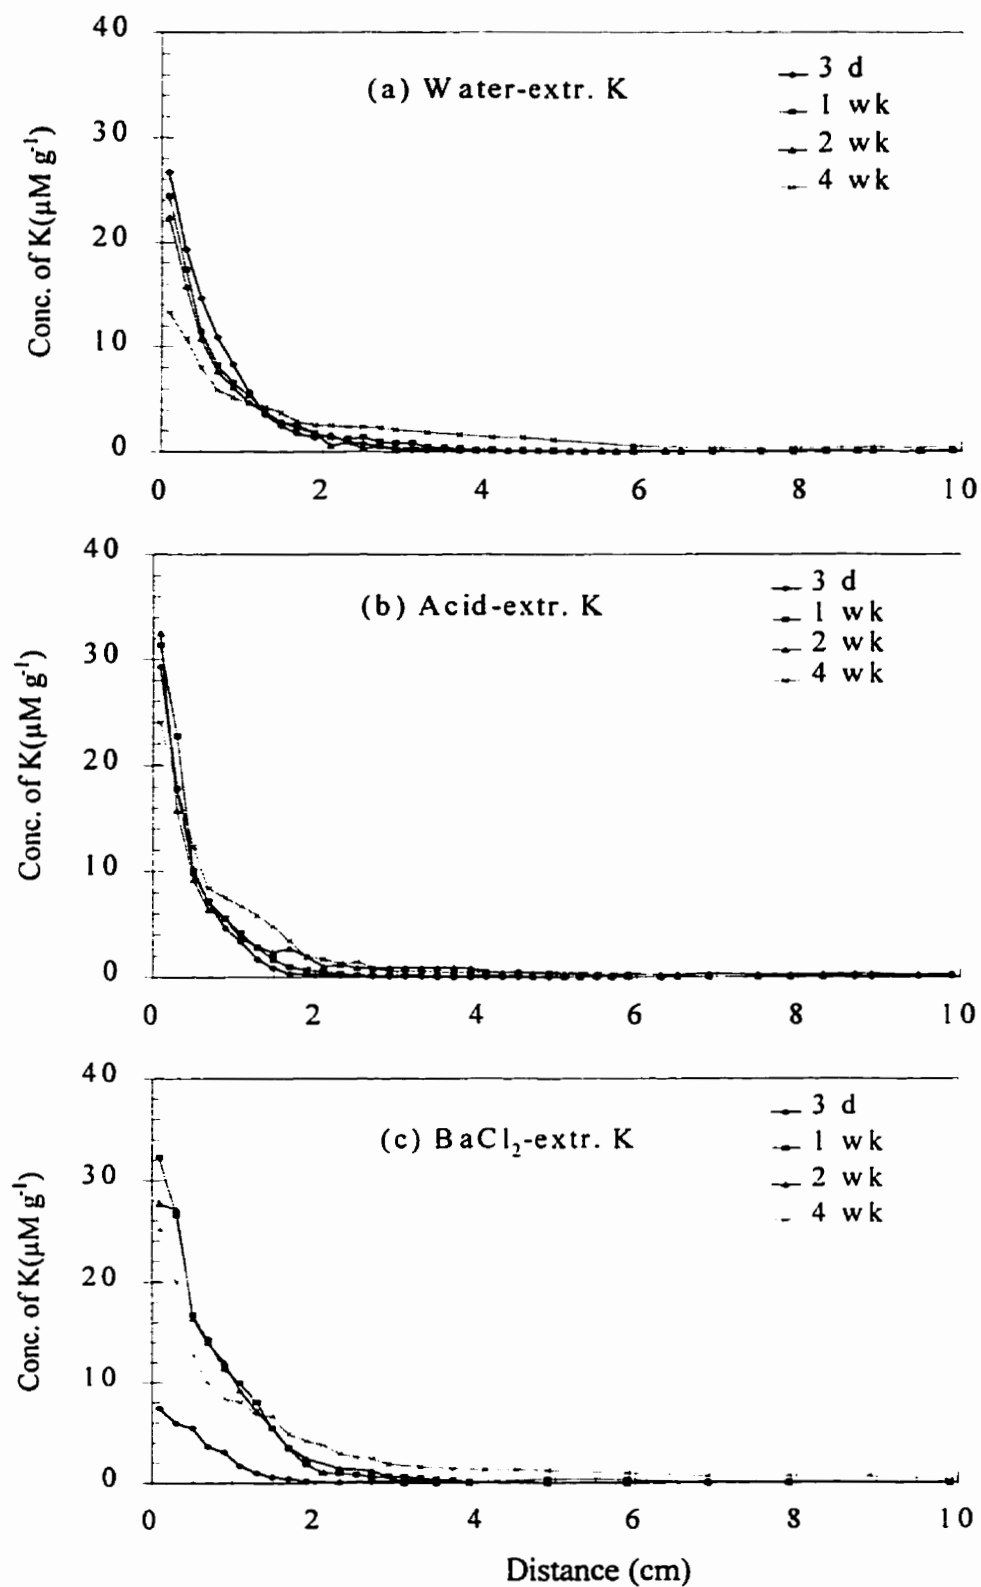 40
(a) Water-extr. K
3 d
1 wk
2 wk
4 wk
30
20
10
0
Conc. of K(μM g⁻¹)
0 2 4 6 8 10
40
(b) Acid-extr. K
3 d
1 wk
2 wk
4 wk
30
20
10
0
Conc. of K(μM g⁻¹)
0 2 4 6 8 10
40
(c) BaCl₂-extr. K
3 d
1 wk
2 wk
4 wk
30
20
10
0
Conc. of K(μM g⁻¹)
0 2 4 6 8 10
Distance (cm)